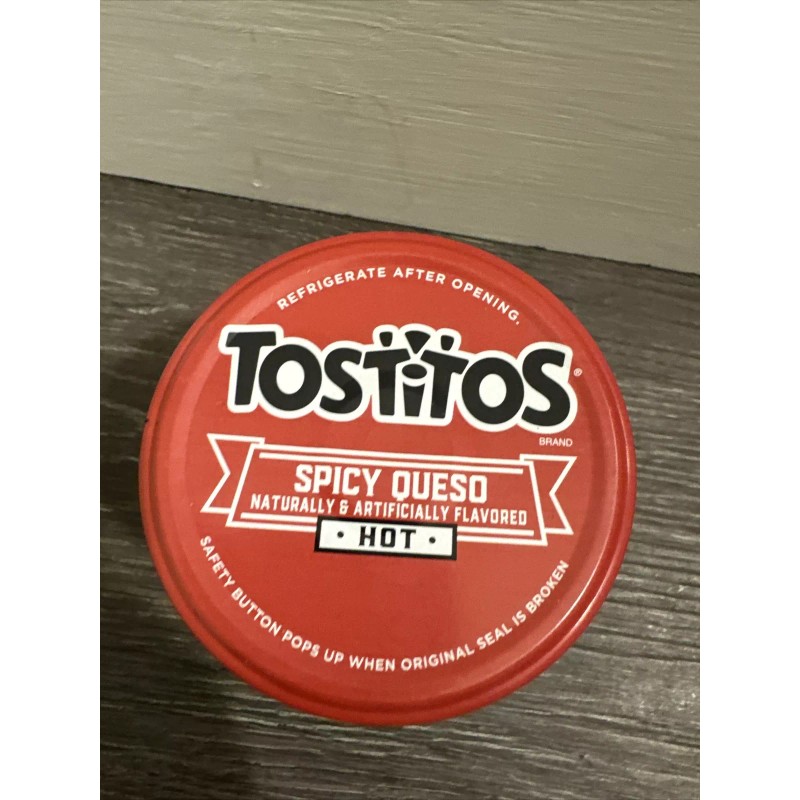 REFRIGERATE AFTER OPENING.
TOSTITOS®
BRAND
SPICY QUESO
NATURALLY & ARTIFICIALLY FLAVORED
• HOT •
SAFETY BUTTON POPS UP WHEN ORIGINAL SEAL IS BROKEN